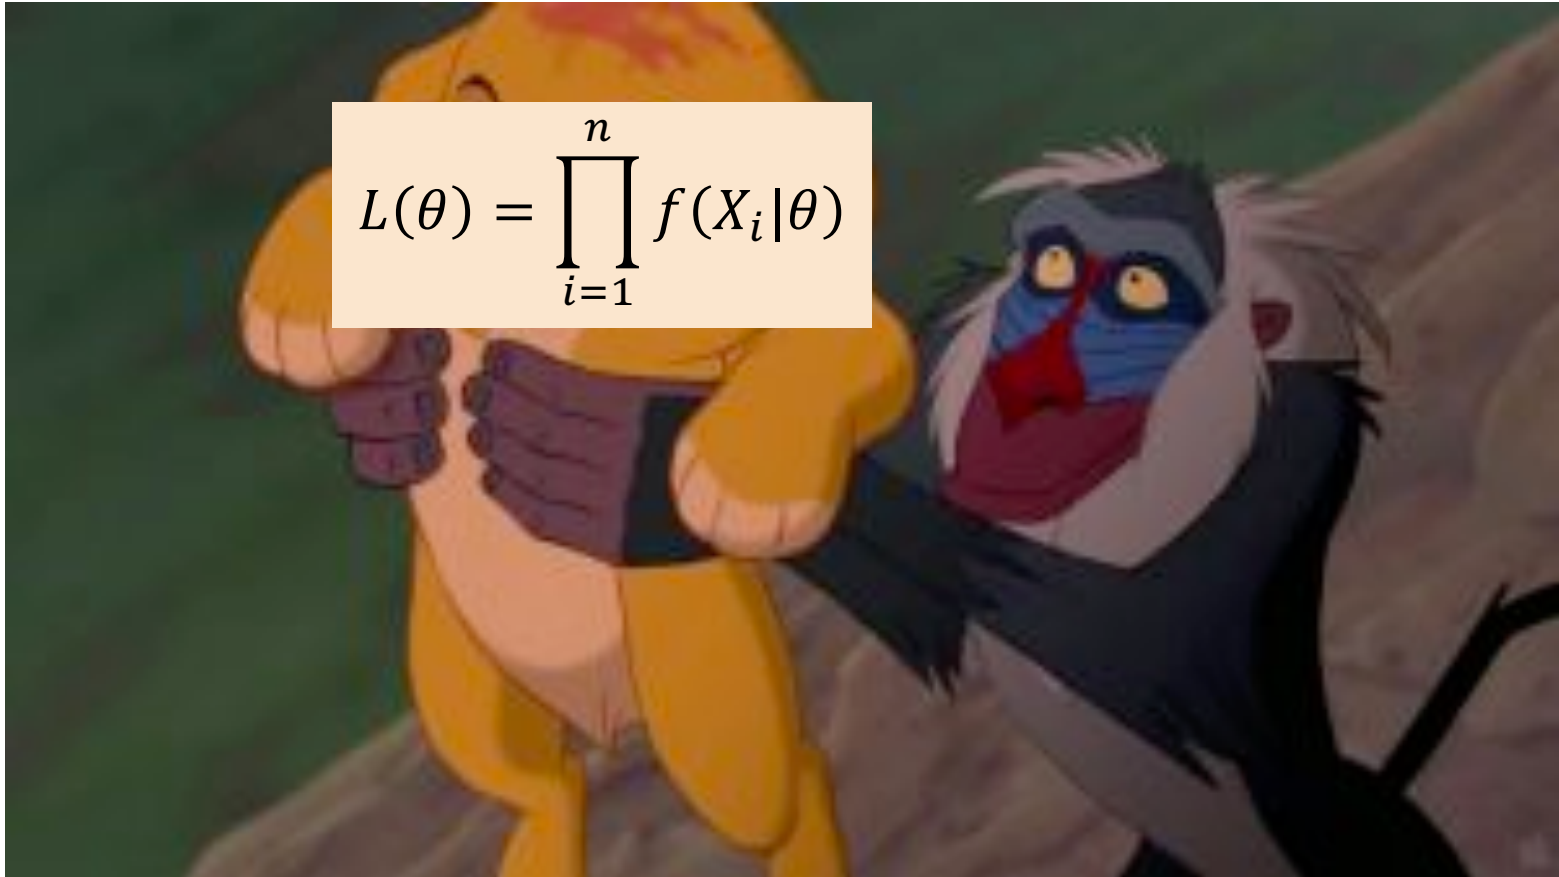 L(θ) = ∏_{i=1}^{n} f(X_i|θ)